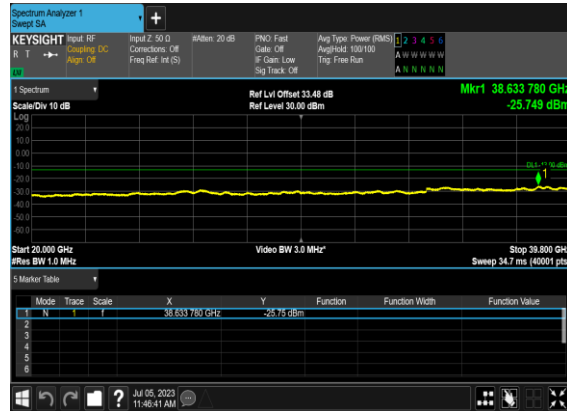 Spectrum Analyzer 1
Swept SA
KEYSIGHT
R T
Input: RF
Coupling: DC
Align: Off
Input Z: 50 Ω
Corrections: Off
Freq Ref: Int (S)
#Atten: 20 dB
PNO: Fast
Gate: Off
IF Gain: Low
Sig Track: Off
Avg Type: Power (RMS)
Avg|Hold: 100/100
Trig: Free Run
1 2 3 4 5 6
A W W W W W
A N N N N N
1 Spectrum
Scale/Div 10 dB
Ref Lvl Offset 33.48 dB
Ref Level 30.00 dBm
Mkr1 38.633 780 GHz
-25.749 dBm
Log
20.0
10.0
0.00
-10.0
-20.0
-30.0
-40.0
-50.0
-60.0
1
Start 20.000 GHz
#Res BW 1.0 MHz
Video BW 3.0 MHz*
Stop 39.800 GHz
Sweep 34.7 ms (40001 pts)
5 Marker Table
Mode Trace Scale X Y Function Function Width Function Value
1 N 1 f 38.633 780 GHz -25.75 dBm
2
3
4
5
6
?
Jul 05, 2023
11:46:41 AM